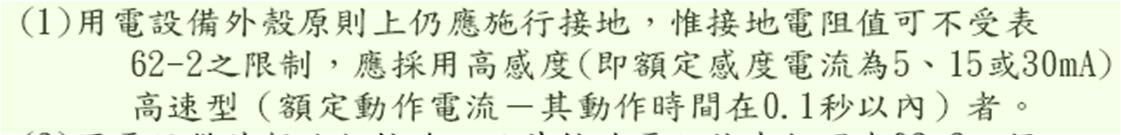 (1)用電設備外殼原則上仍應施行接地，惟接地電阻值可不受表
62-2之限制，應採用高感度(即額定感度電流為5、15或30mA)
高速型（額定動作電流－其動作時間在0.1秒以內）者。